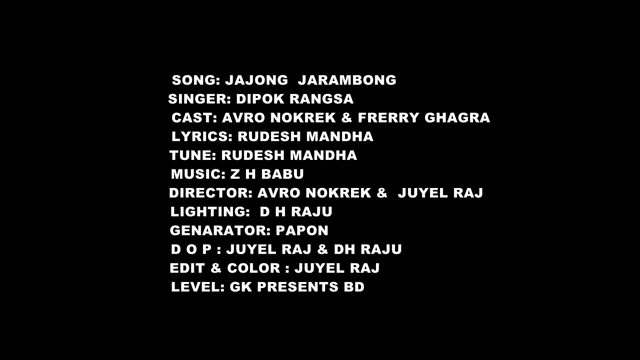 SONG: JAJONG JARAMBONG
SINGER: DIPOK RANGSA
CAST: AVRO NOKREK & FRERRY GHAGRA
LYRICS: RUDESH MANDHA
TUNE: RUDESH MANDHA
MUSIC: Z H BABU
DIRECTOR: AVRO NOKREK & JUYEL RAJ
LIGHTING: D H RAJU
GENARATOR: PAPON
D O P : JUYEL RAJ & DH RAJU
EDIT & COLOR : JUYEL RAJ
LEVEL: GK PRESENTS BD